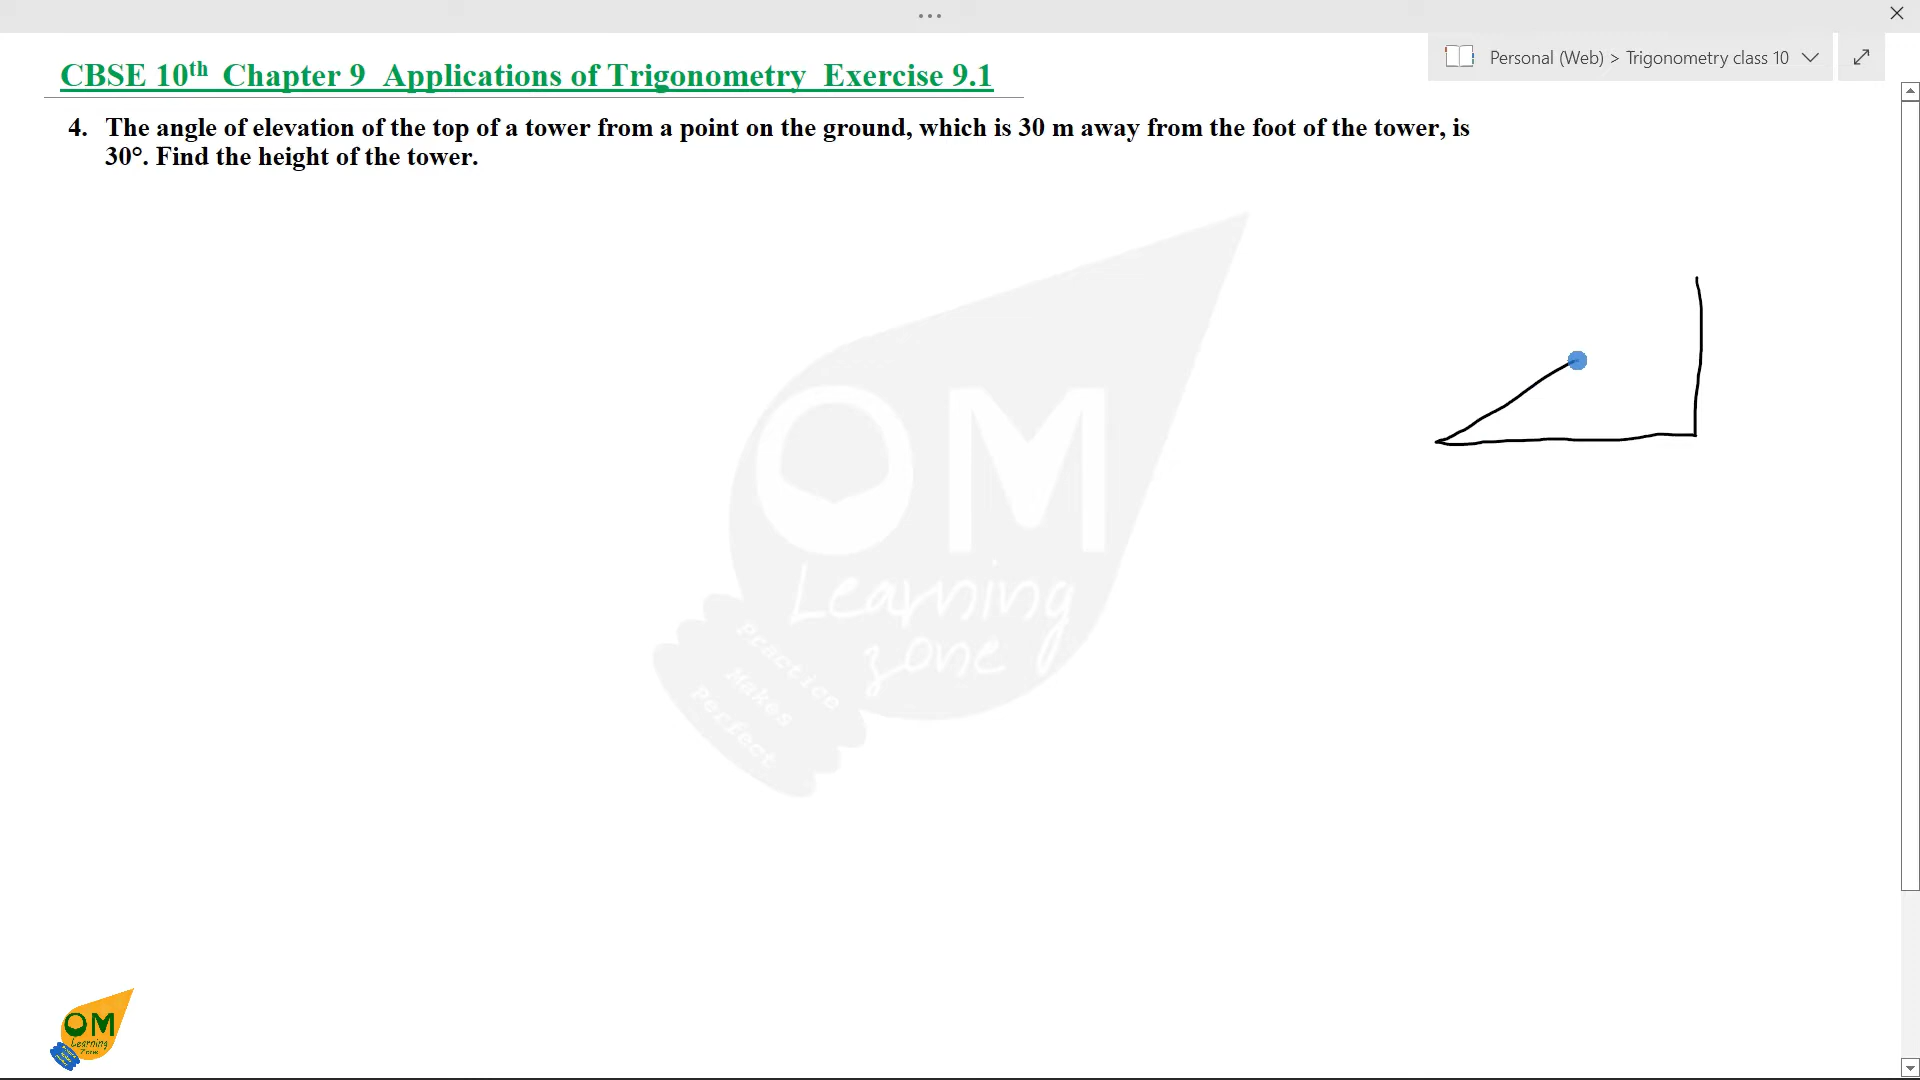 ...
Personal (Web) > Trigonometry class 10
CBSE 10th Chapter 9 Applications of Trigonometry Exercise 9.1
4. The angle of elevation of the top of a tower from a point on the ground, which is 30 m away from the foot of the tower, is
30°. Find the height of the tower.
OM
Learning
zone
Practice
Makes
Perfect
OM
Learning
Zone